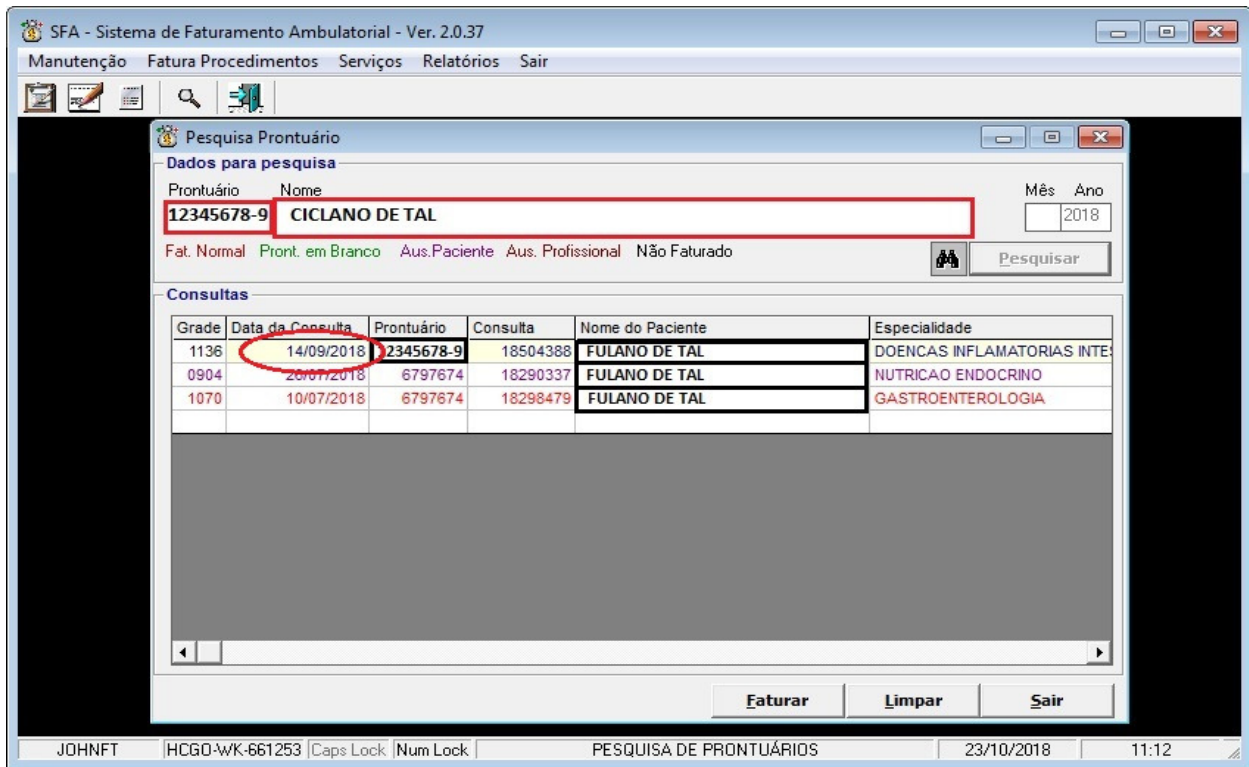 SFA - Sistema de Faturamento Ambulatorial - Ver. 2.0.37
Manutenção Fatura Procedimentos Serviços Relatórios Sair
Pesquisa Prontuário
Dados para pesquisa
Prontuário Nome Mês Ano
12345678-9 CICLANO DE TAL 2018
Fat. Normal Pront. em Branco Aus.Paciente Aus. Profissional Não Faturado Pesquisar
Consultas
Grade Data da Consulta Prontuário Consulta Nome do Paciente Especialidade
1136 14/09/2018 12345678-9 18504388 FULANO DE TAL DOENCAS INFLAMATORIAS INTES
0904 26/07/2018 6797674 18290337 FULANO DE TAL NUTRICAO ENDOCRINO
1070 10/07/2018 6797674 18298479 FULANO DE TAL GASTROENTEROLOGIA
Faturar Limpar Sair
JOHNFT HCGO-WK-661253 Caps Lock Num Lock PESQUISA DE PRONTUÁRIOS 23/10/2018 11:12